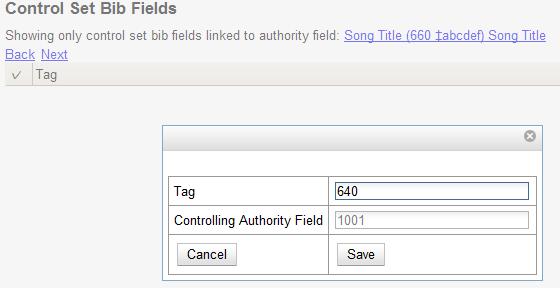 Control Set Bib Fields
Showing only control set bib fields linked to authority field: Song Title (660 ‡abcdef) Song Title
Back Next
✓ Tag
Tag 640
Controlling Authority Field 1001
Cancel Save